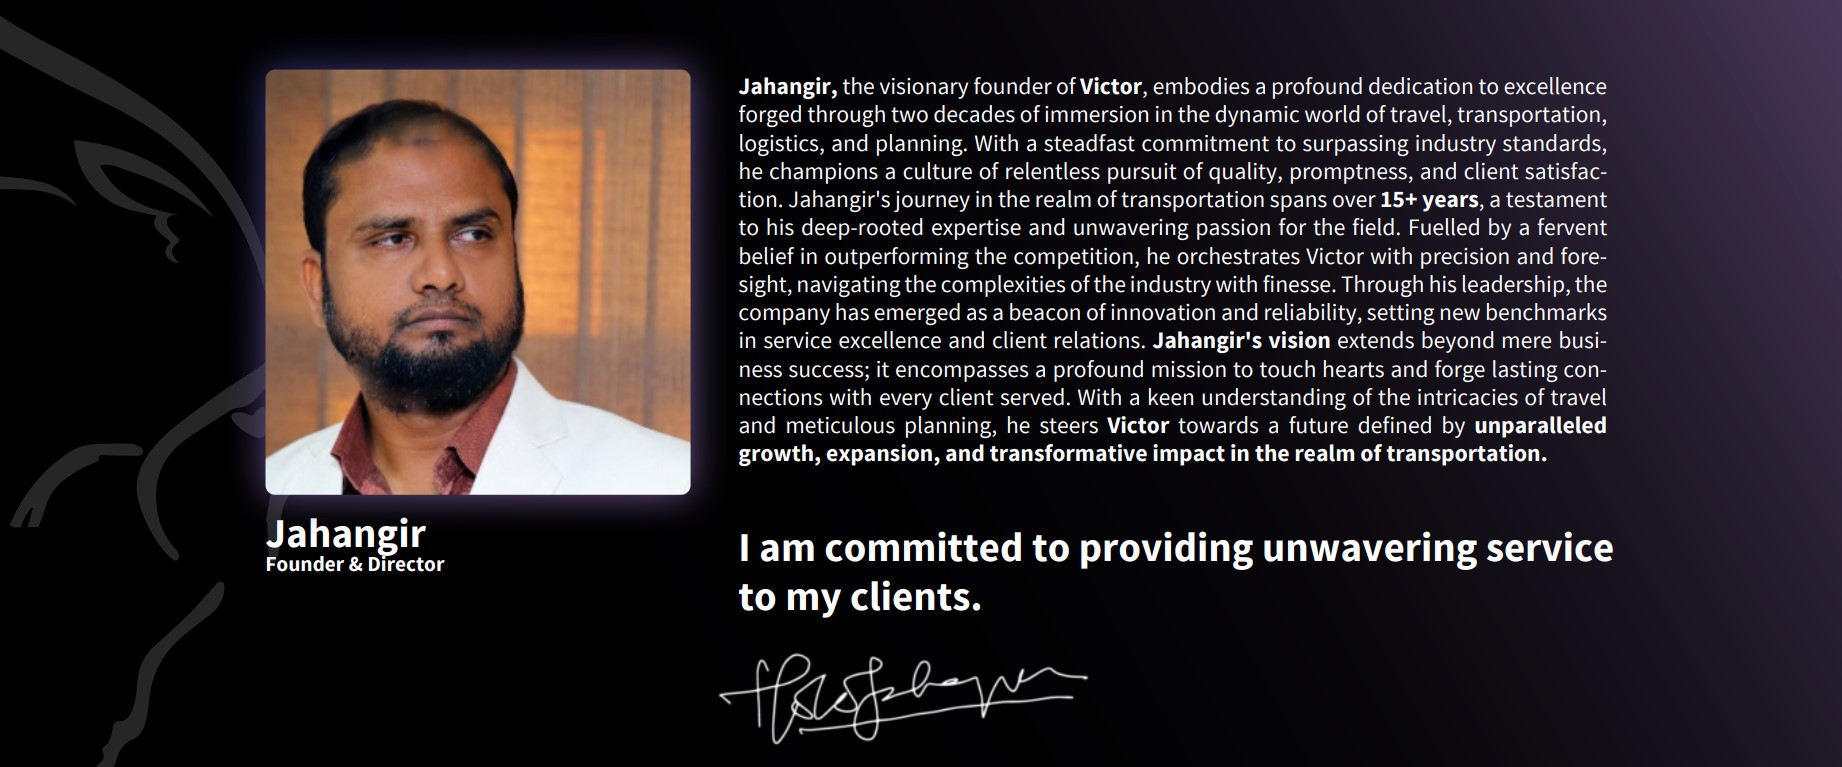 Jahangir, the visionary founder of Victor, embodies a profound dedication to excellence
forged through two decades of immersion in the dynamic world of travel, transportation,
logistics, and planning. With a steadfast commitment to surpassing industry standards,
he champions a culture of relentless pursuit of quality, promptness, and client satisfac-
tion. Jahangir's journey in the realm of transportation spans over 15+ years, a testament
to his deep-rooted expertise and unwavering passion for the field. Fuelled by a fervent
belief in outperforming the competition, he orchestrates Victor with precision and fore-
sight, navigating the complexities of the industry with finesse. Through his leadership, the
company has emerged as a beacon of innovation and reliability, setting new benchmarks
in service excellence and client relations. Jahangir's vision extends beyond mere busi-
ness success; it encompasses a profound mission to touch hearts and forge lasting con-
nections with every client served. With a keen understanding of the intricacies of travel
and meticulous planning, he steers Victor towards a future defined by unparalleled
growth, expansion, and transformative impact in the realm of transportation.
Jahangir
Founder & Director
I am committed to providing unwavering service
to my clients.